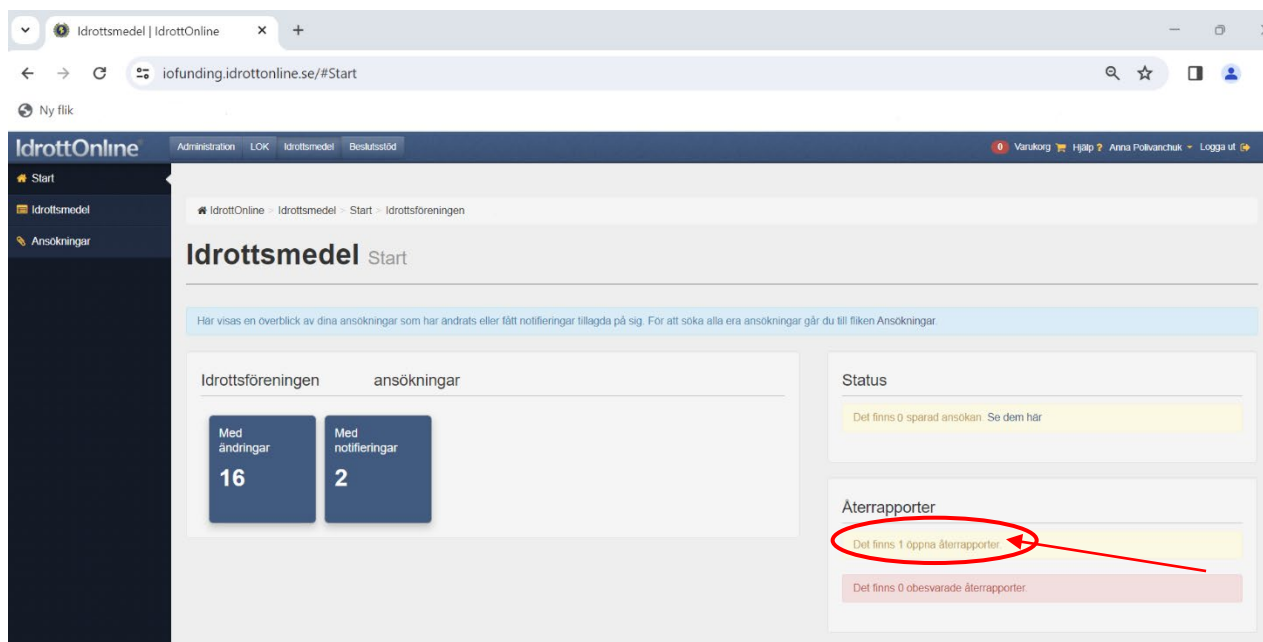 Idrottsmedel | IdrottOnline
iofunding.idrottonline.se/#Start
Ny flik
IdrottOnline
Administration LOK Idrottsmedel Beslutsstöd
0 Varukorg Hjälp ? Anna Polivanchuk Logga ut
Start
Idrottsmedel
Ansökningar
IdrottOnline > Idrottsmedel > Start > Idrottsföreningen
Idrottsmedel Start
Här visas en överblick av dina ansökningar som har ändrats eller fått notifieringar tillagda på sig. För att söka alla era ansökningar går du till fliken Ansökningar.
Idrottsföreningen ansökningar
Med
ändringar
16
Med
notifieringar
2
Status
Det finns 0 sparad ansökan. Se dem här
Återrapporter
Det finns 1 öppna återrapporter.
Det finns 0 obesvarade återrapporter.